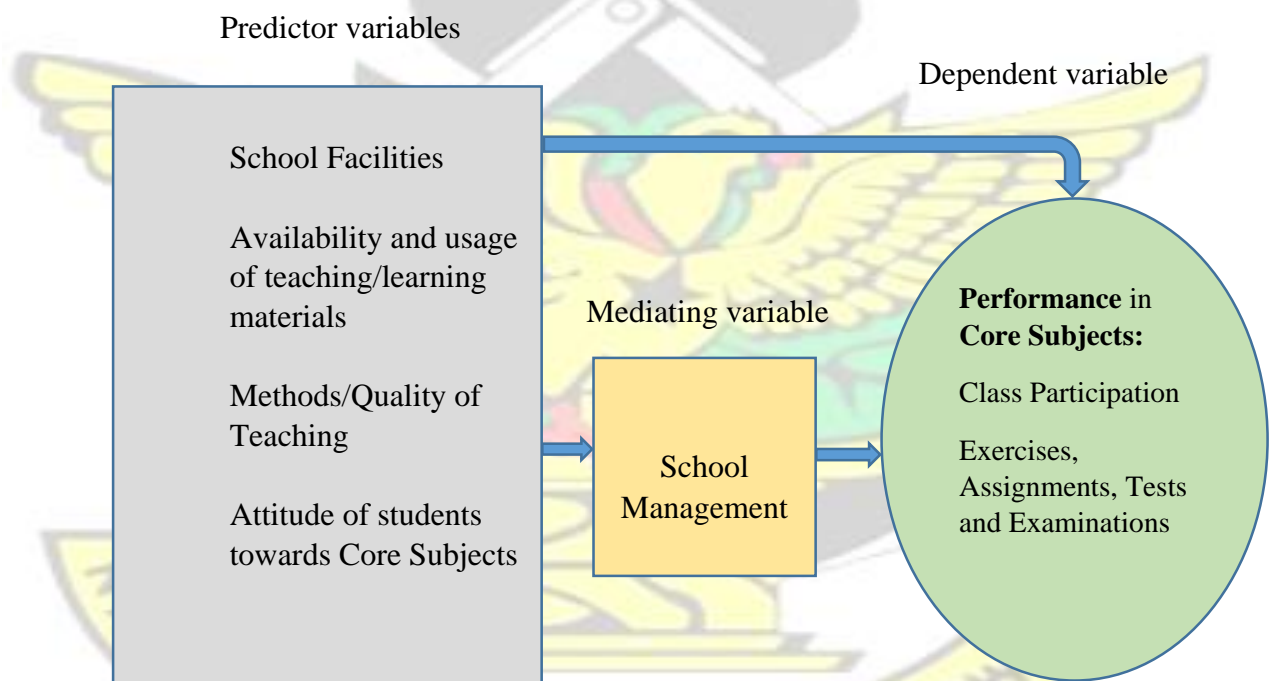 Predictor variables
Dependent variable
School Facilities
Availability and usage
of teaching/learning
materials
Methods/Quality of
Teaching
Attitude of students
towards Core Subjects
Mediating variable
School
Management
Performance in
Core Subjects:
Class Participation
Exercises,
Assignments, Tests
and Examinations